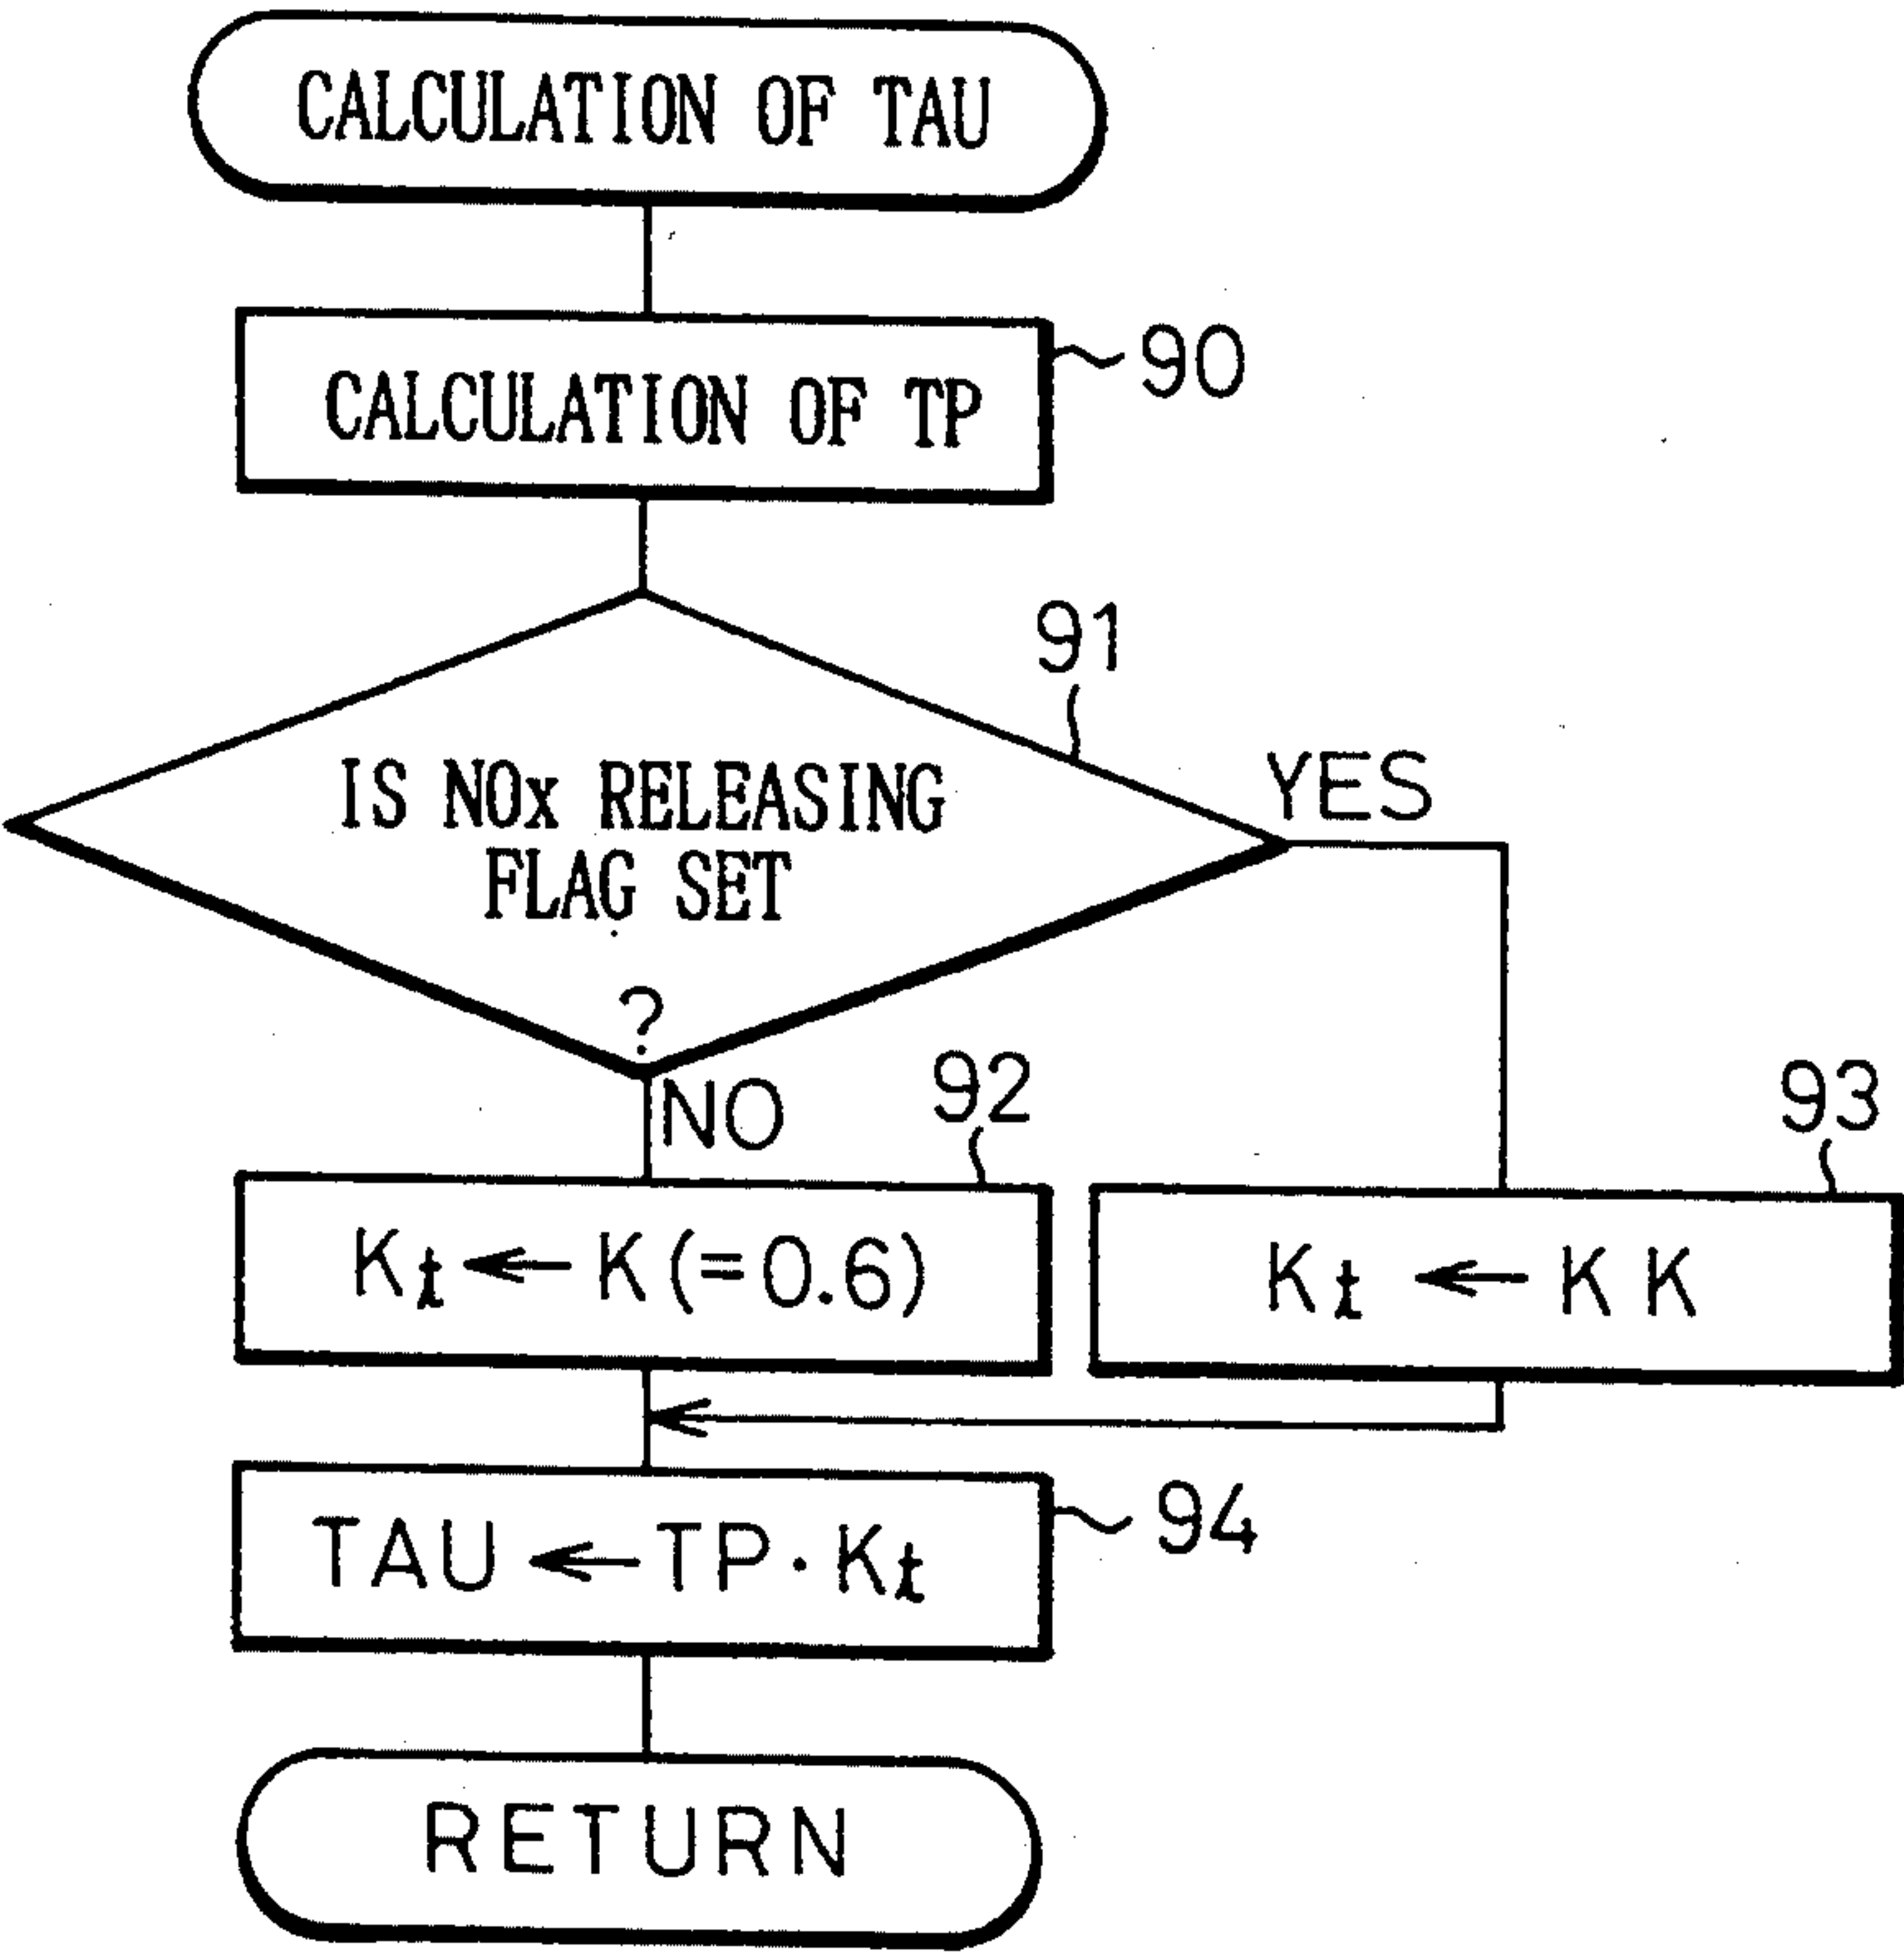 CALCULATION OF TAU
CALCULATION OF TP
90
91
IS NOx RELEASING
FLAG SET
?
YES
NO
92
93
Kt ← K (=0.6)
Kt ← KK
TAU ← TP · Kt
94
RETURN